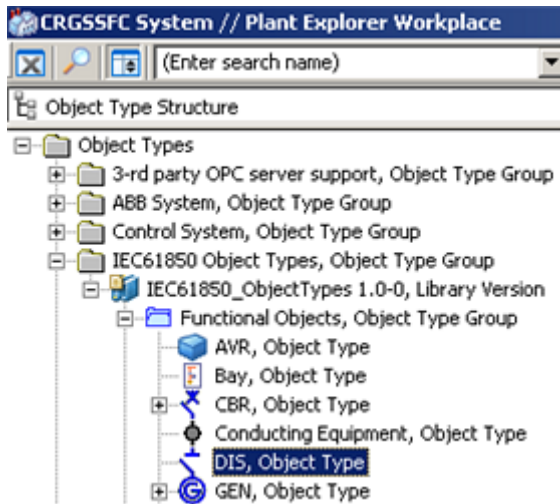 CRGSSFC System // Plant Explorer Workplace
(Enter search name)
Object Type Structure
Object Types
3-rd party OPC server support, Object Type Group
ABB System, Object Type Group
Control System, Object Type Group
IEC61850 Object Types, Object Type Group
IEC61850_ObjectTypes 1.0-0, Library Version
Functional Objects, Object Type Group
AVR, Object Type
Bay, Object Type
CBR, Object Type
Conducting Equipment, Object Type
DIS, Object Type
GEN, Object Type